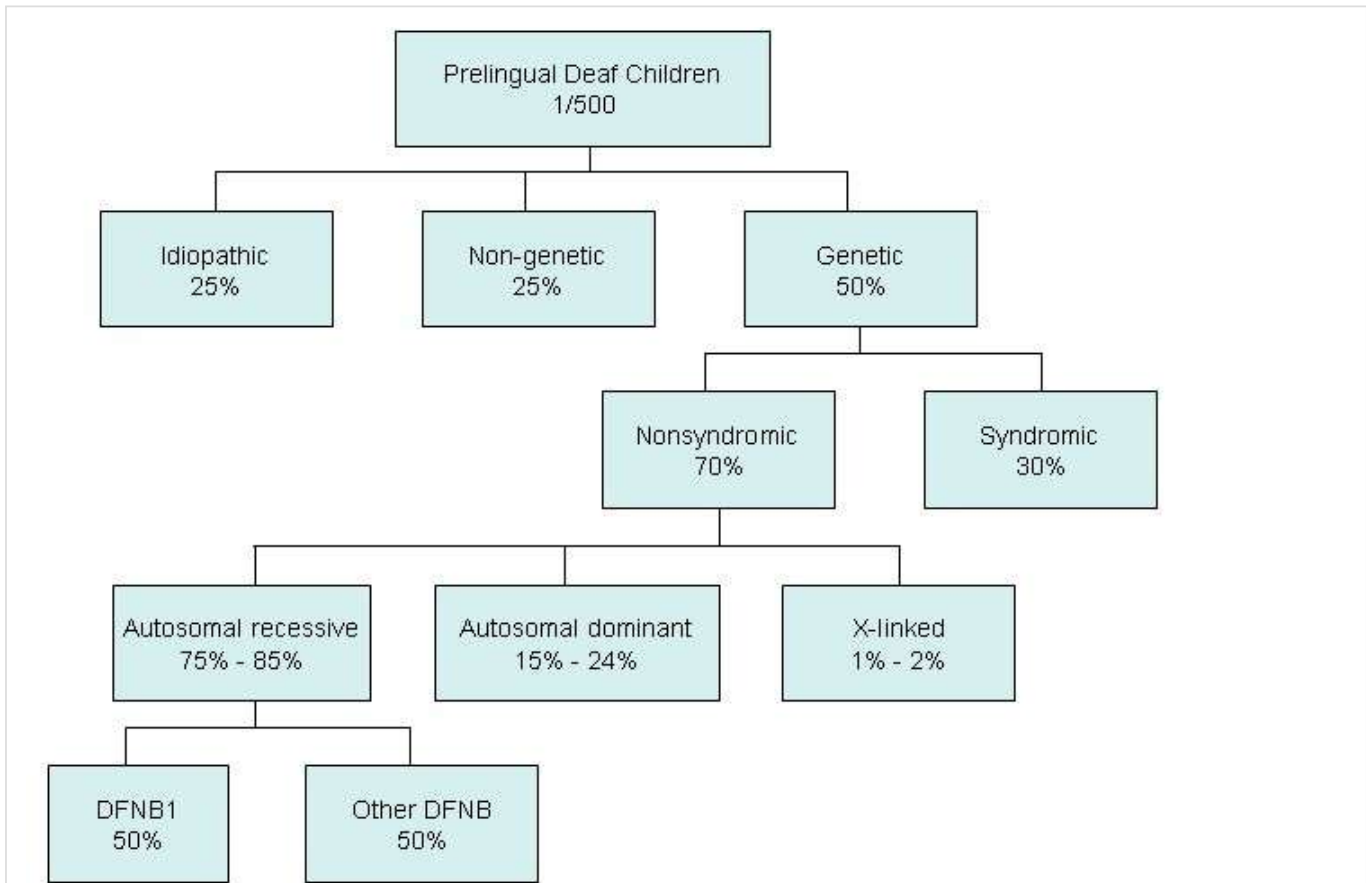 Prelingual Deaf Children
1/500
Idiopathic
25%
Non-genetic
25%
Genetic
50%
Nonsyndromic
70%
Syndromic
30%
Autosomal recessive
75% - 85%
Autosomal dominant
15% - 24%
X-linked
1% - 2%
DFNB1
50%
Other DFNB
50%